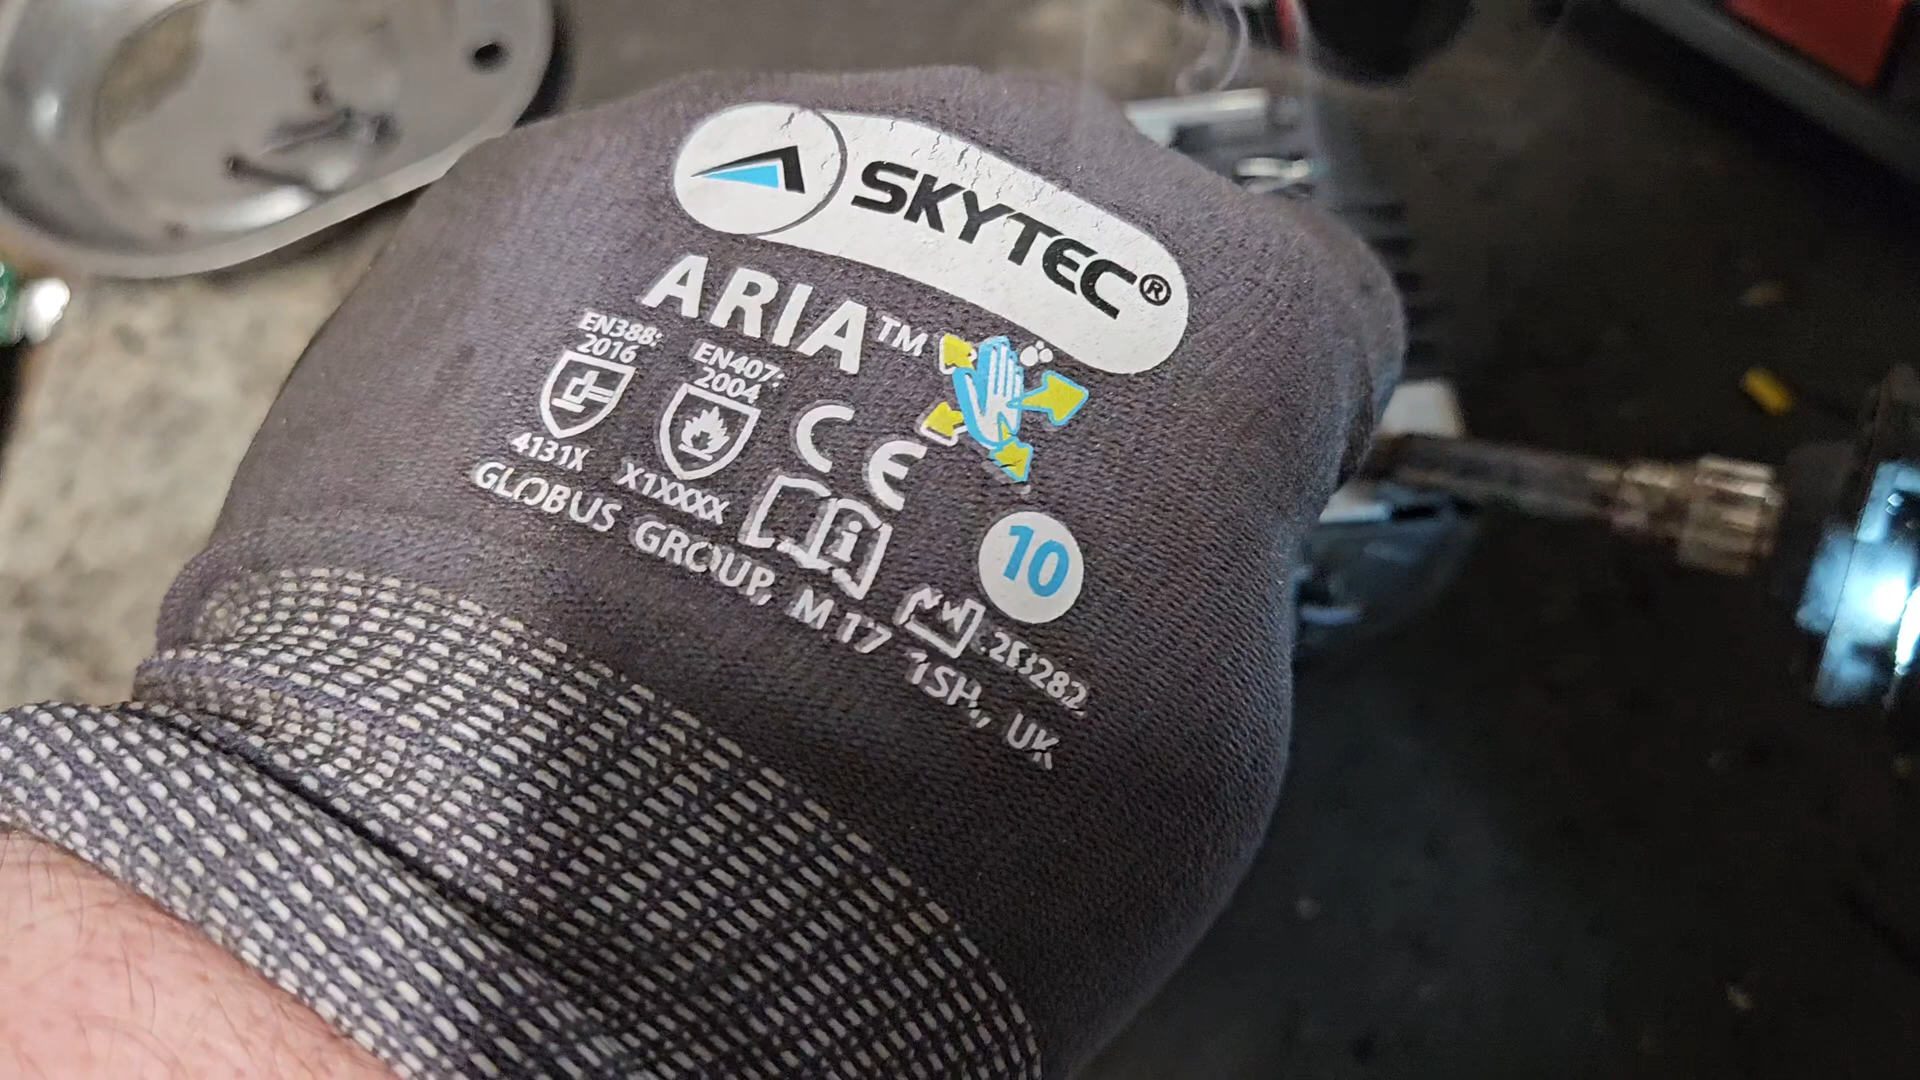 SKYTEC®
ARIA™
EN388:
2016
4131X
EN407:
2004
X1XXXX
CE
i
10
GLOBUS GROUP, M17 1SH, UK
:2E3282